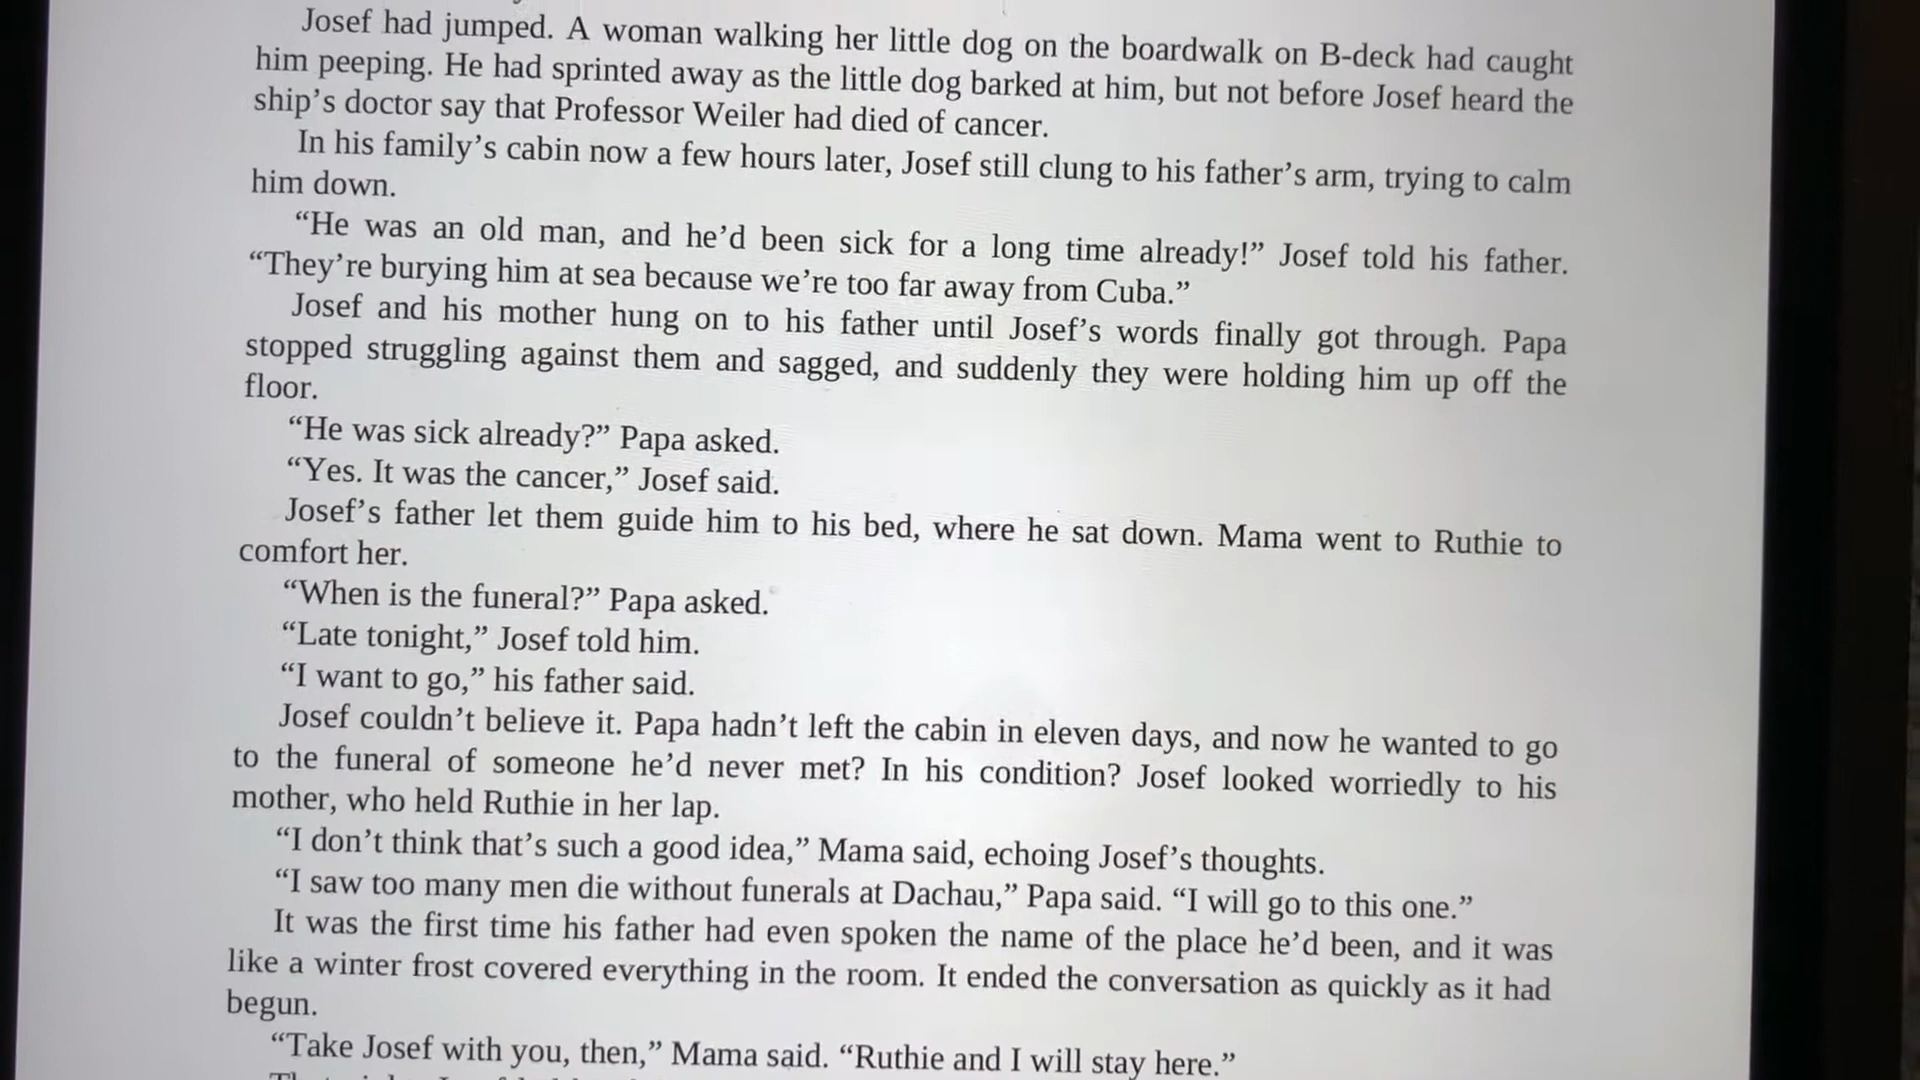 Josef had jumped. A woman walking her little dog on the boardwalk on B-deck had caught
him peeping. He had sprinted away as the little dog barked at him, but not before Josef heard the
ship’s doctor say that Professor Weiler had died of cancer.
In his family’s cabin now a few hours later, Josef still clung to his father’s arm, trying to calm
him down.
“He was an old man, and he’d been sick for a long time already!” Josef told his father.
“They’re burying him at sea because we’re too far away from Cuba.”
Josef and his mother hung on to his father until Josef’s words finally got through. Papa
stopped struggling against them and sagged, and suddenly they were holding him up off the
floor.
“He was sick already?” Papa asked.
“Yes. It was the cancer,” Josef said.
Josef’s father let them guide him to his bed, where he sat down. Mama went to Ruthie to
comfort her.
“When is the funeral?” Papa asked.
“Late tonight,” Josef told him.
“I want to go,” his father said.
Josef couldn’t believe it. Papa hadn’t left the cabin in eleven days, and now he wanted to go
to the funeral of someone he’d never met? In his condition? Josef looked worriedly to his
mother, who held Ruthie in her lap.
“I don’t think that’s such a good idea,” Mama said, echoing Josef’s thoughts.
“I saw too many men die without funerals at Dachau,” Papa said. “I will go to this one.”
It was the first time his father had even spoken the name of the place he’d been, and it was
like a winter frost covered everything in the room. It ended the conversation as quickly as it had
begun.
“Take Josef with you, then,” Mama said. “Ruthie and I will stay here.”